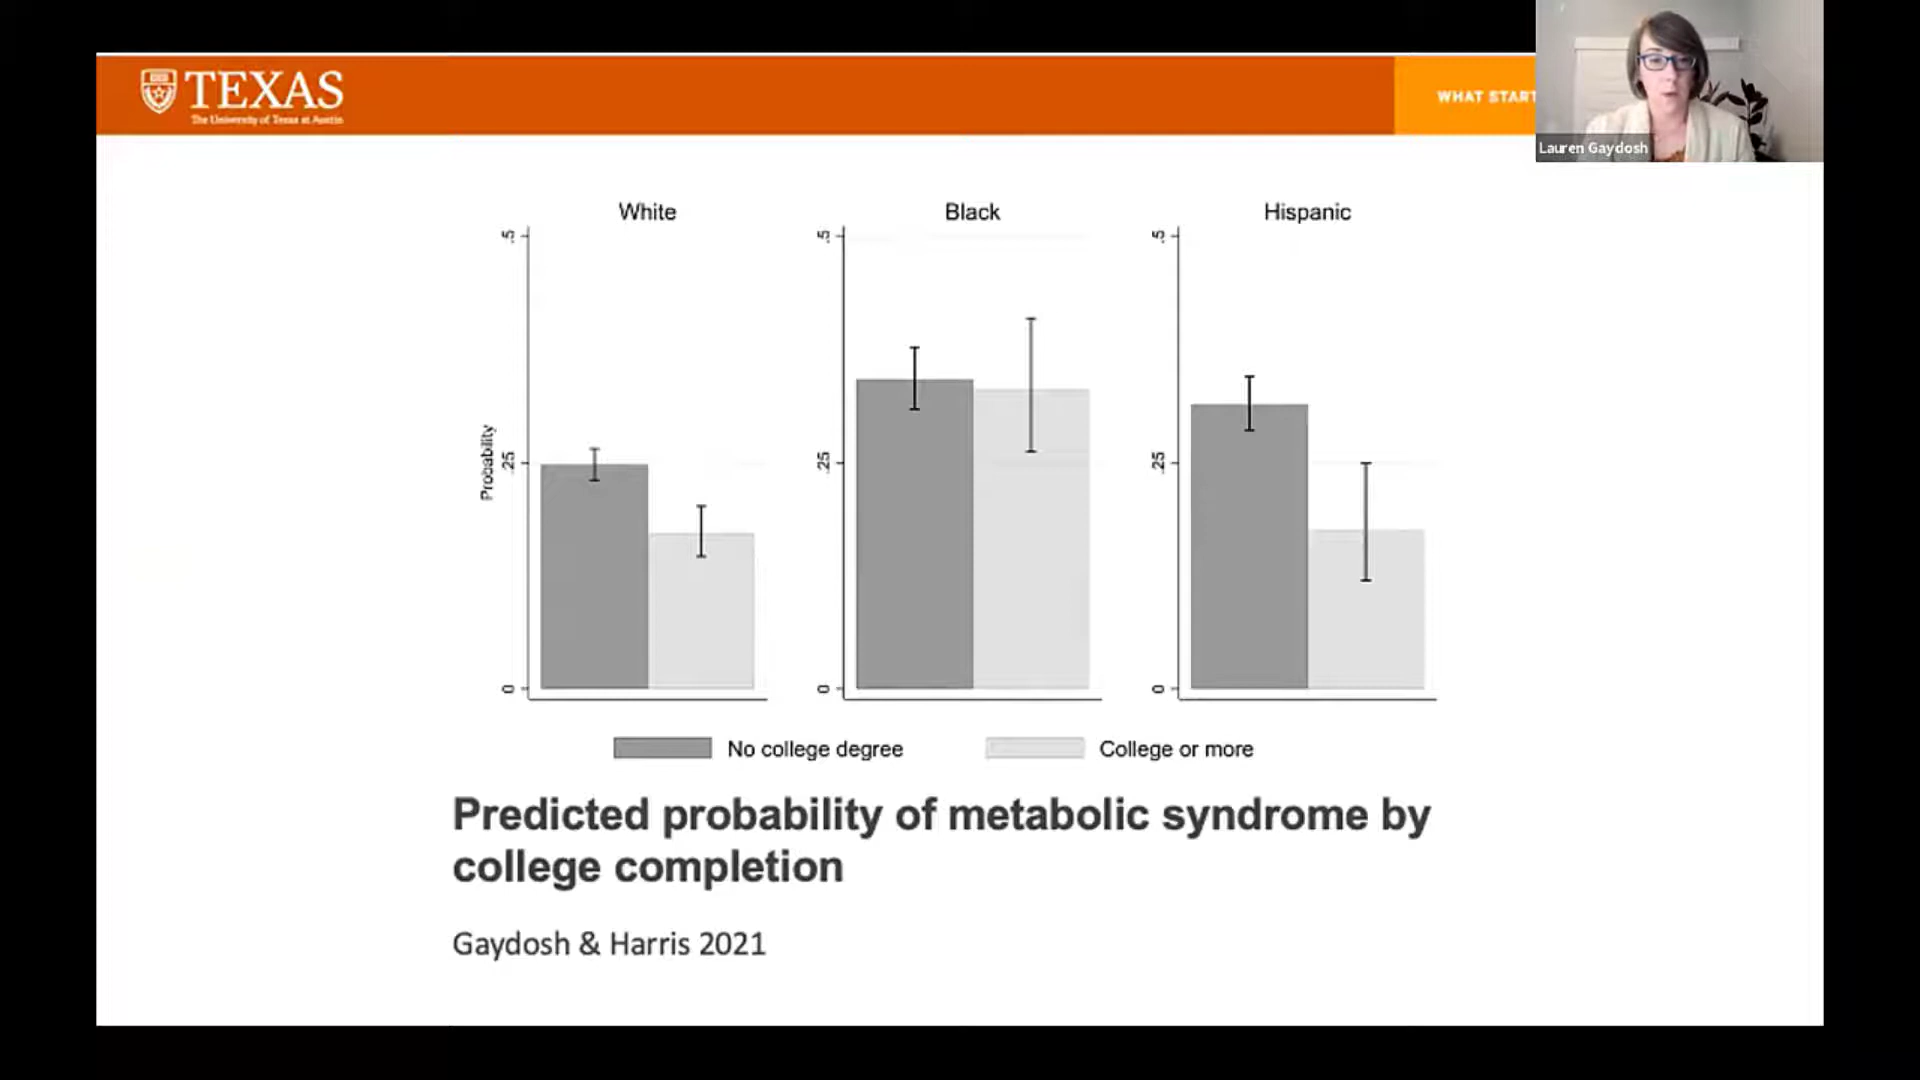 TEXAS
The University of Texas at Austin
WHAT START
Lauren Gaydosh
White
Black
Hispanic
.5
.5
.5
Probability
.25
.25
.25
0
0
0
No college degree
College or more
Predicted probability of metabolic syndrome by
college completion
Gaydosh & Harris 2021